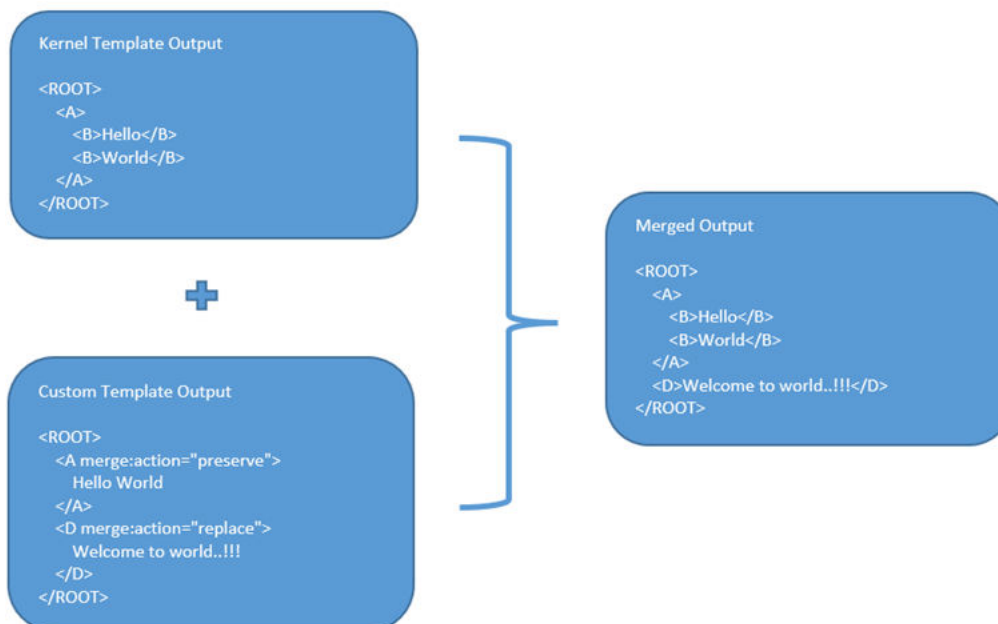 Kernel Template Output
<ROOT>
<A>
<B>Hello</B>
<B>World</B>
</A>
</ROOT>
Custom Template Output
<ROOT>
<A merge:action="preserve">
Hello World
</A>
<D merge:action="replace">
Welcome to world..!!!
</D>
</ROOT>
Merged Output
<ROOT>
<A>
<B>Hello</B>
<B>World</B>
</A>
<D>Welcome to world..!!!</D>
</ROOT>